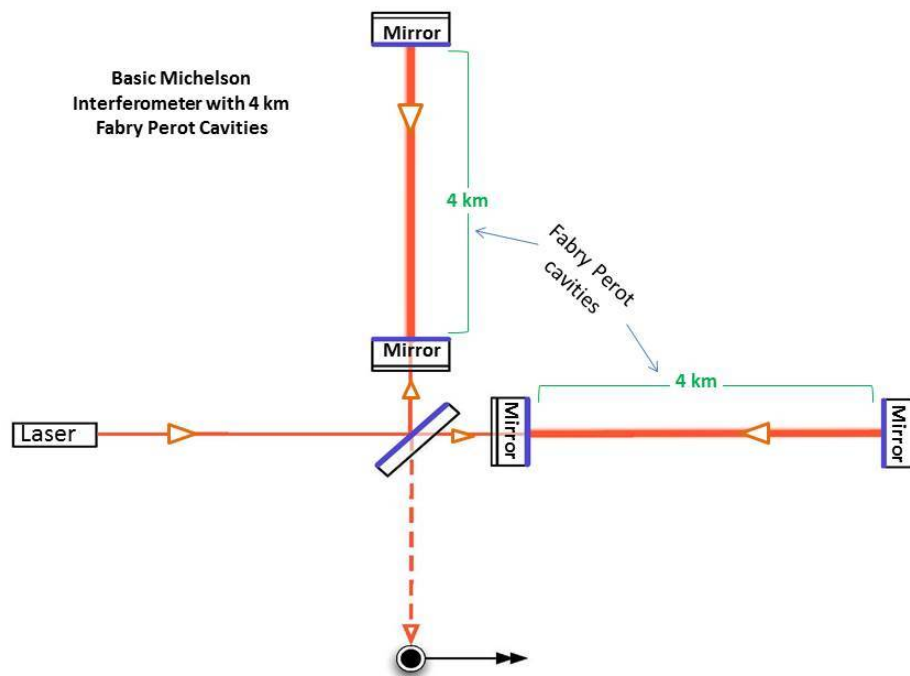 Mirror
Basic Michelson
Interferometer with 4 km
Fabry Perot Cavities
4 km
Fabry Perot
cavities
Mirror
4 km
Laser
Mirror
Mirror